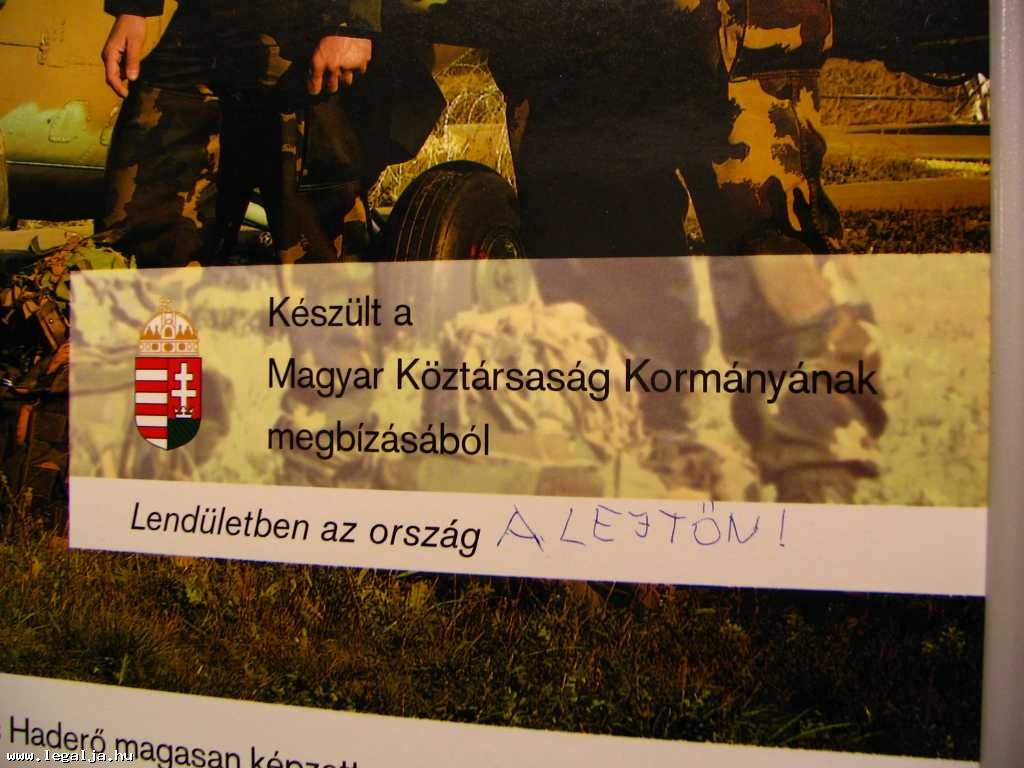 Készült a
Magyar Köztársaság Kormányának
megbízásából
Lendületben az ország A LEJTŐN!
Haderő magasan
www.legalja.hu